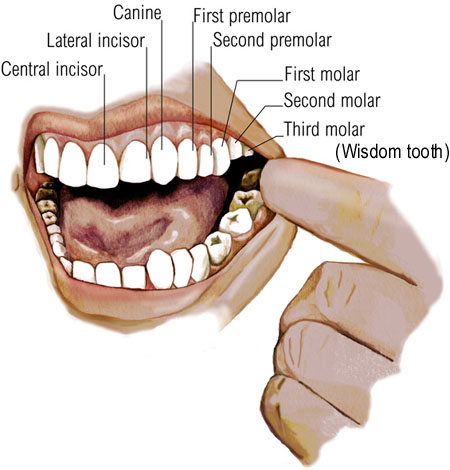 Canine
First premolar
Lateral incisor
Second premolar
Central incisor
First molar
Second molar
Third molar
(Wisdom tooth)